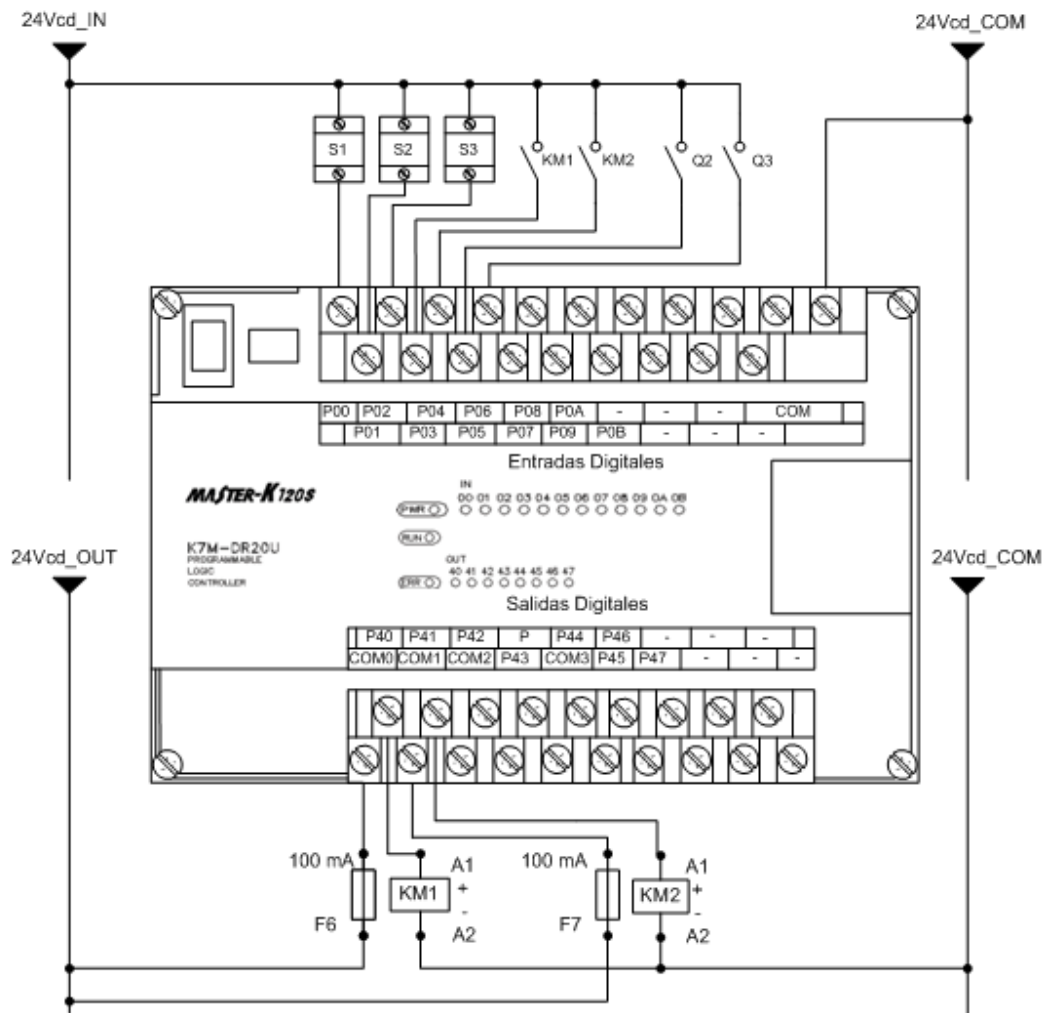 24Vcd_IN 24Vcd_COM
S1 S2 S3 KM1 KM2 Q2 Q3
P00 P02 P04 P06 P08 P0A - - - COM
P01 P03 P05 P07 P09 P0B - - -
Entradas Digitales
MASTER-K120S
IN
00 01 02 03 04 05 06 07 08 09 0A 0B
PWR
RUN
K7M-DR20U
PROGRAMMABLE
LOGIC
CONTROLLER
OUT
40 41 42 43 44 45 46 47
ERR
24Vcd_OUT 24Vcd_COM
Salidas Digitales
P40 P41 P42 P P44 P46 - - -
COM0 COM1 COM2 P43 COM3 P45 P47 - - -
100 mA A1 100 mA A1
KM1 + KM2 +
- -
F6 A2 F7 A2